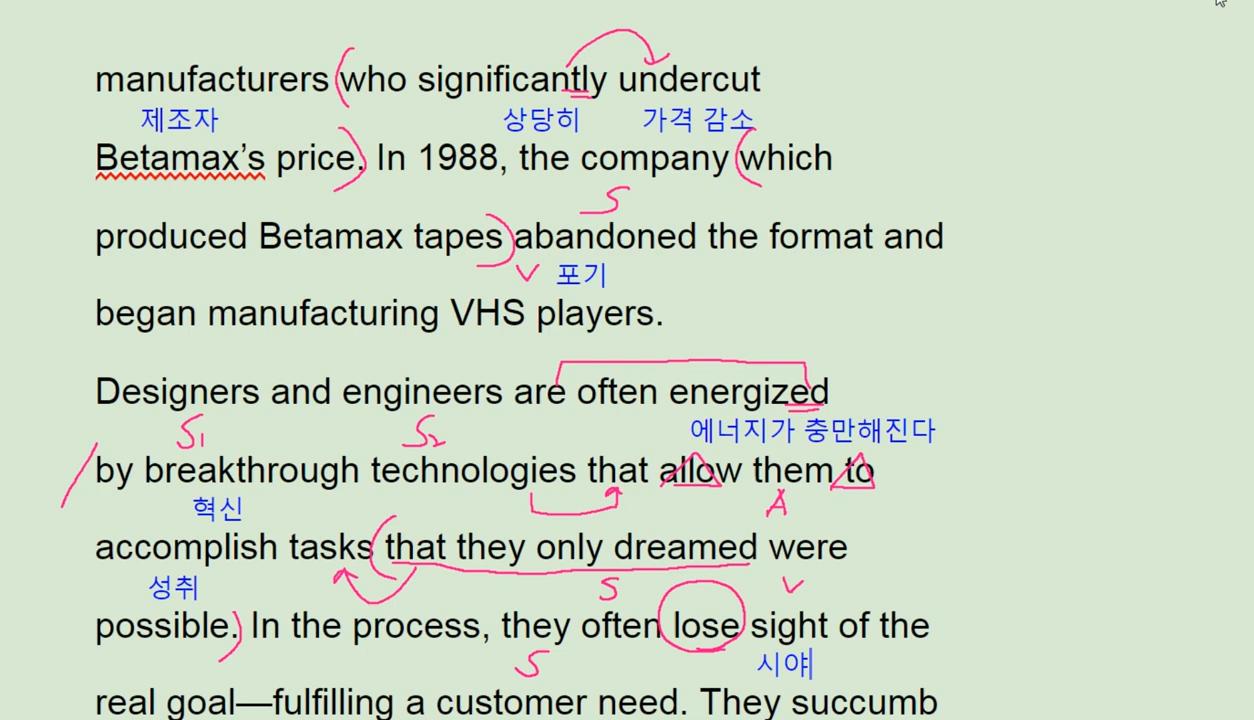 manufacturers (who significantly undercut
제조자 상당히 가격 감소
Betamax's price.) In 1988, the company (which
S
produced Betamax tapes) abandoned the format and
V 포기
began manufacturing VHS players.
Designers and engineers are often energized
S1 S2 에너지가 충만해진다
/ by breakthrough technologies that allow them to
혁신 A
accomplish tasks (that they only dreamed were
성취 S V
possible.) In the process, they often lose sight of the
S 시야
real goal—fulfilling a customer need. They succumb